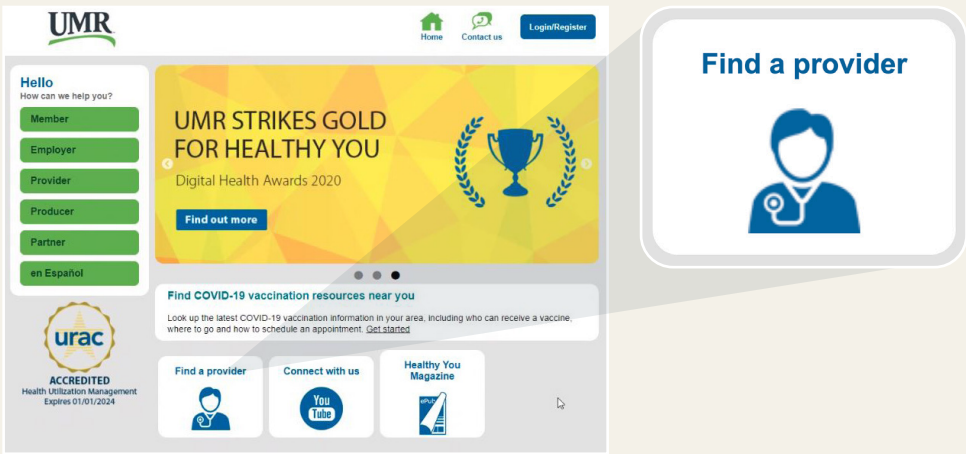 UMR
Home
Contact us
Login/Register
Hello
How can we help you?
Member
Employer
Provider
Producer
Partner
en Español
UMR STRIKES GOLD
FOR HEALTHY YOU
Digital Health Awards 2020
Find out more
Find COVID-19 vaccination resources near you
Look up the latest COVID-19 vaccination information in your area, including who can receive a vaccine,
where to go and how to schedule an appointment. Get started
urac
ACCREDITED
Health Utilization Management
Expires 01/01/2024
Find a provider
Connect with us
You
Tube
Healthy You
Magazine
ePub
Find a provider